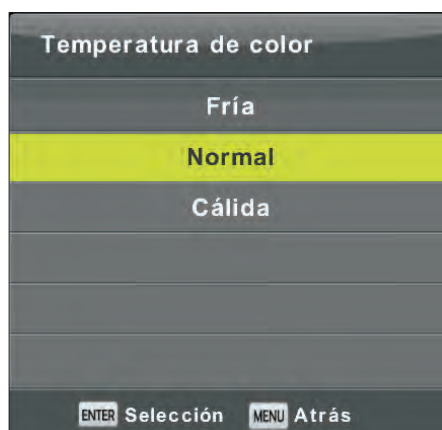 Temperatura de color
Fría
Normal
Cálida
ENTER Selección MENU Atrás